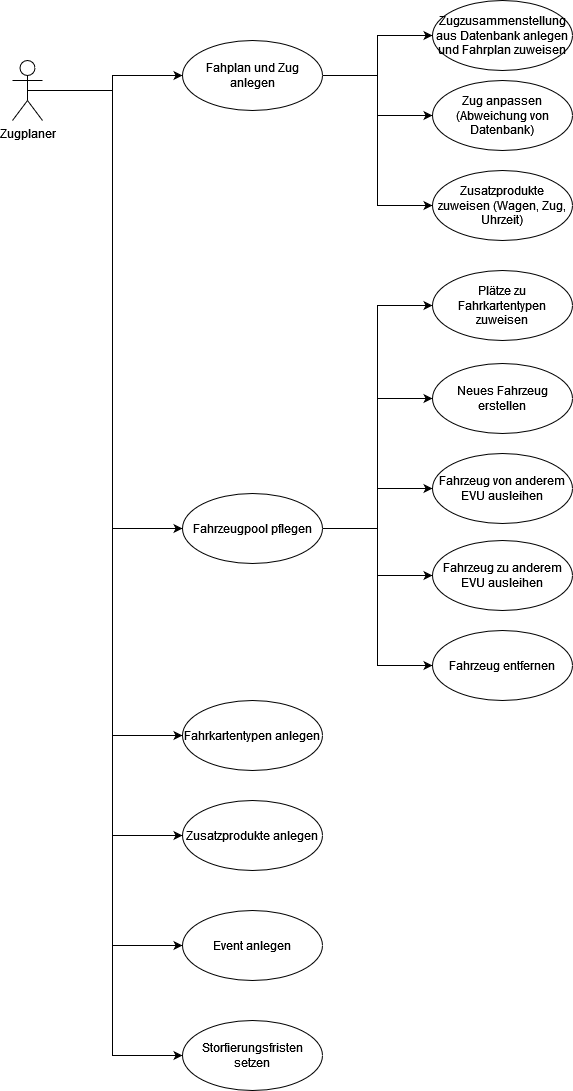 Zugplaner
Fahplan und Zug
anlegen
Zugzusammenstellung
aus Datenbank anlegen
und Fahrplan zuweisen
Zug anpassen
(Abweichung von
Datenbank)
Zusatzprodukte
zuweisen (Wagen, Zug,
Uhrzeit)
Fahrzeugpool pflegen
Plätze zu
Fahrkartentypen
zuweisen
Neues Fahrzeug
erstellen
Fahrzeug von anderem
EVU ausleihen
Fahrzeug zu anderem
EVU ausleihen
Fahrzeug entfernen
Fahrkartentypen anlegen
Zusatzprodukte anlegen
Event anlegen
Storfierungsfristen
setzen